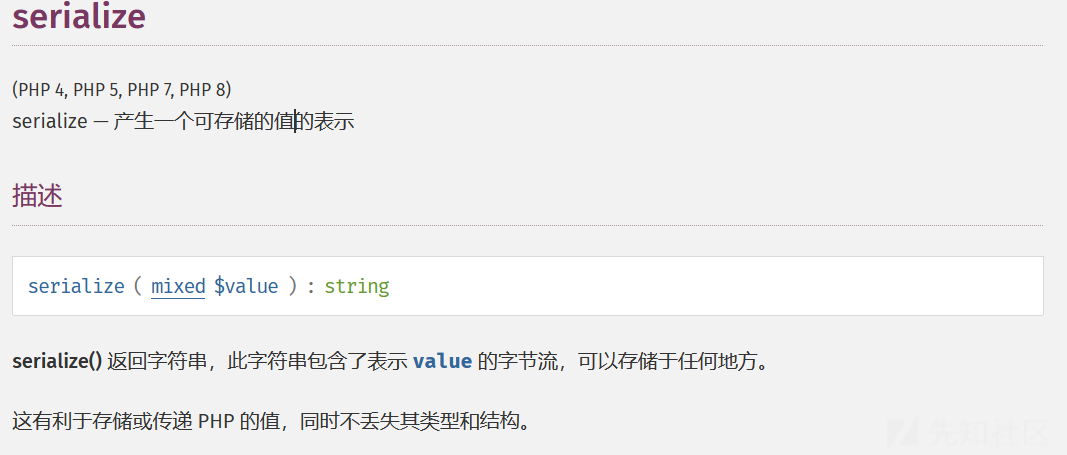 serialize
(PHP 4, PHP 5, PHP 7, PHP 8)
serialize — 产生一个可存储的值的表示
描述
serialize ( mixed $value ) : string
serialize() 返回字符串，此字符串包含了表示 value 的字节流，可以存储于任何地方。
这有利于存储或传递 PHP 的值，同时不丢失其类型和结构。
先知社区